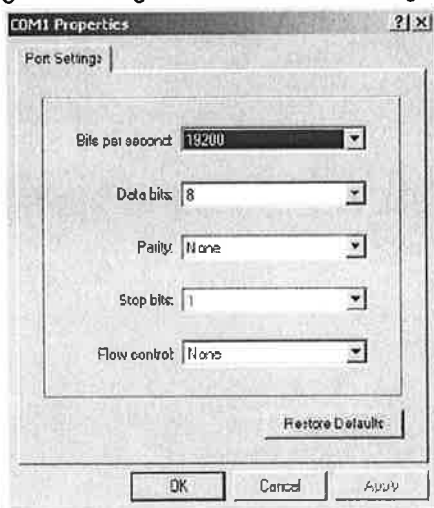 COM1 Properties
Port Settings
Bits per second: 19200
Data bits: 8
Parity: None
Stop bits: 1
Flow control: None
Restore Defaults
OK Cancel Apply